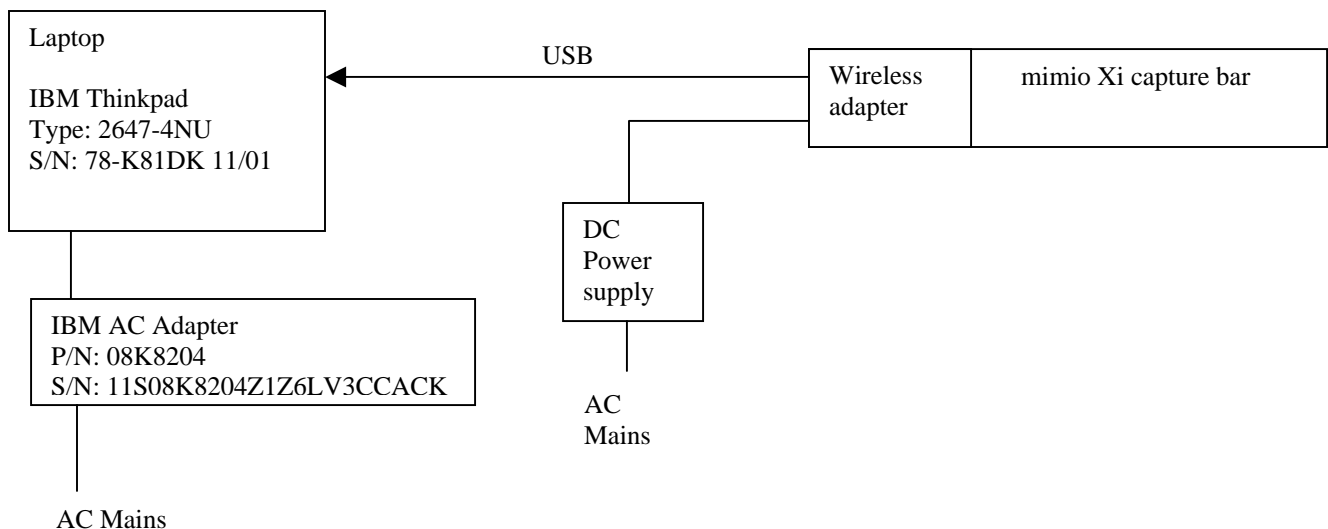 Laptop
IBM Thinkpad
Type: 2647-4NU
S/N: 78-K81DK 11/01
USB
Wireless
adapter
mimio Xi capture bar
DC
Power
supply
IBM AC Adapter
P/N: 08K8204
S/N: 11S08K8204Z1Z6LV3CCACK
AC
Mains
AC Mains